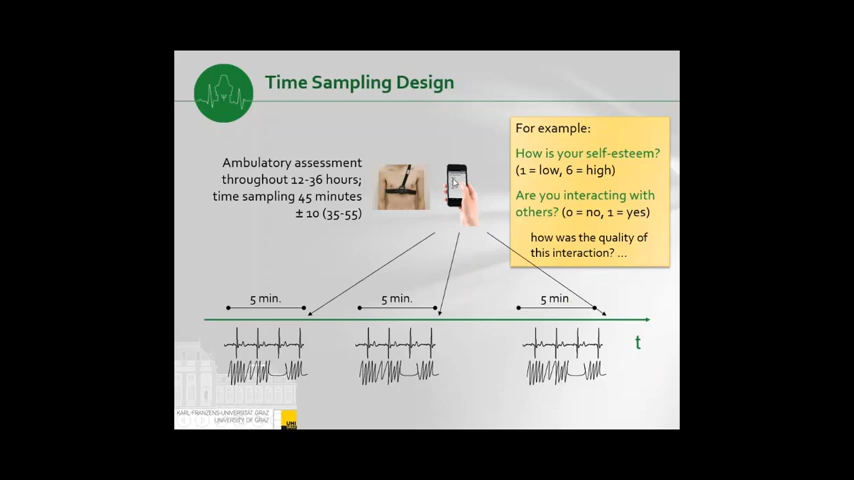 Time Sampling Design
Ambulatory assessment
throughout 12-36 hours;
time sampling 45 minutes
± 10 (35-55)
For example:
How is your self-esteem?
(1 = low, 6 = high)
Are you interacting with
others? (0 = no, 1 = yes)
how was the quality of
this interaction? ...
5 min.
5 min.
5 min
t
KARL-FRANZENS-UNIVERSITÄT GRAZ
UNIVERSITY OF GRAZ
UNI